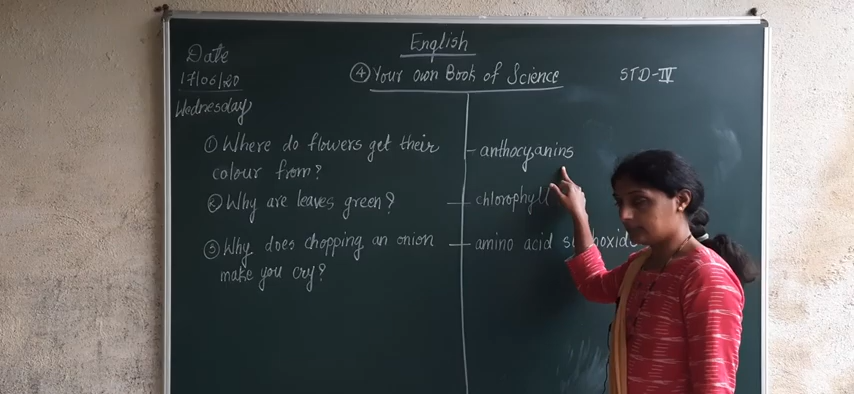 English
Date
17/06/20
Wednesday
④ Your own Book of Science
STD-IV
① Where do flowers get their
colour from?
- anthocyanins
② Why are leaves green?
- chlorophyll
③ Why does chopping an onion
make you cry?
- amino acid